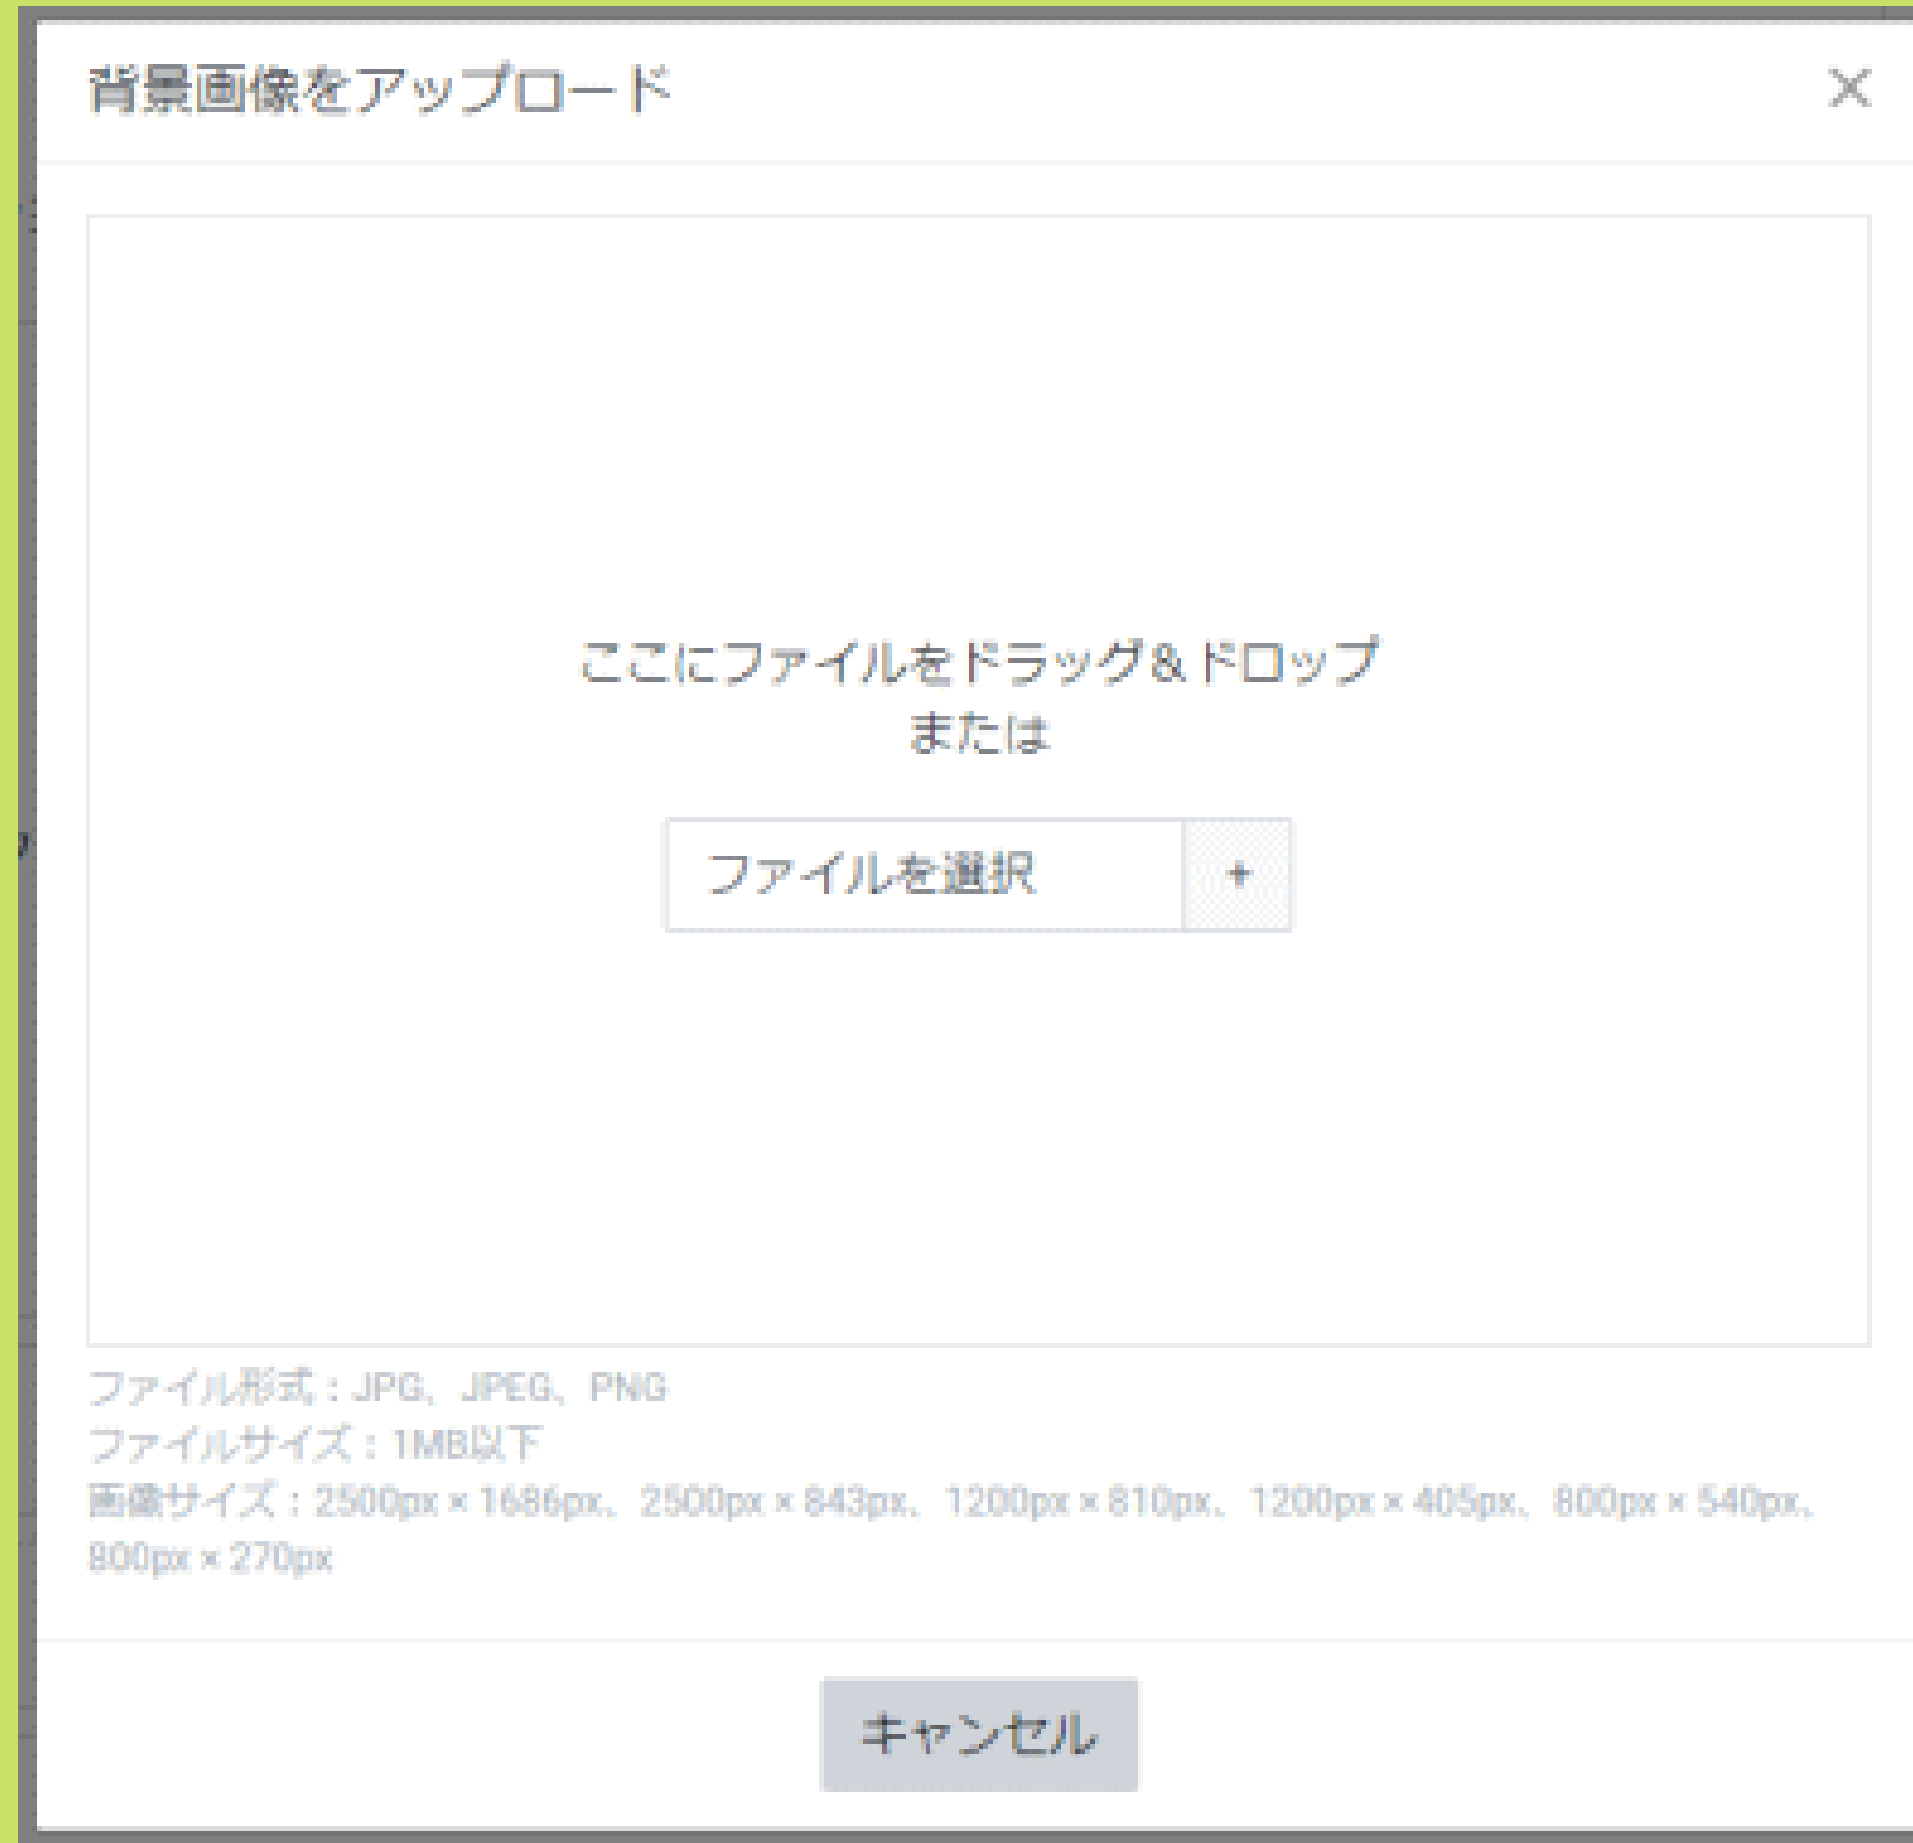 背景画像をアップロード
ここにファイルをドラッグ&ドロップ
または
ファイルを選択 +
ファイル形式：JPG、JPEG、PNG
ファイルサイズ：1MB以下
画像サイズ：2500px × 1686px、2500px × 843px、1200px × 810px、1200px × 405px、800px × 540px、
800px × 270px
キャンセル